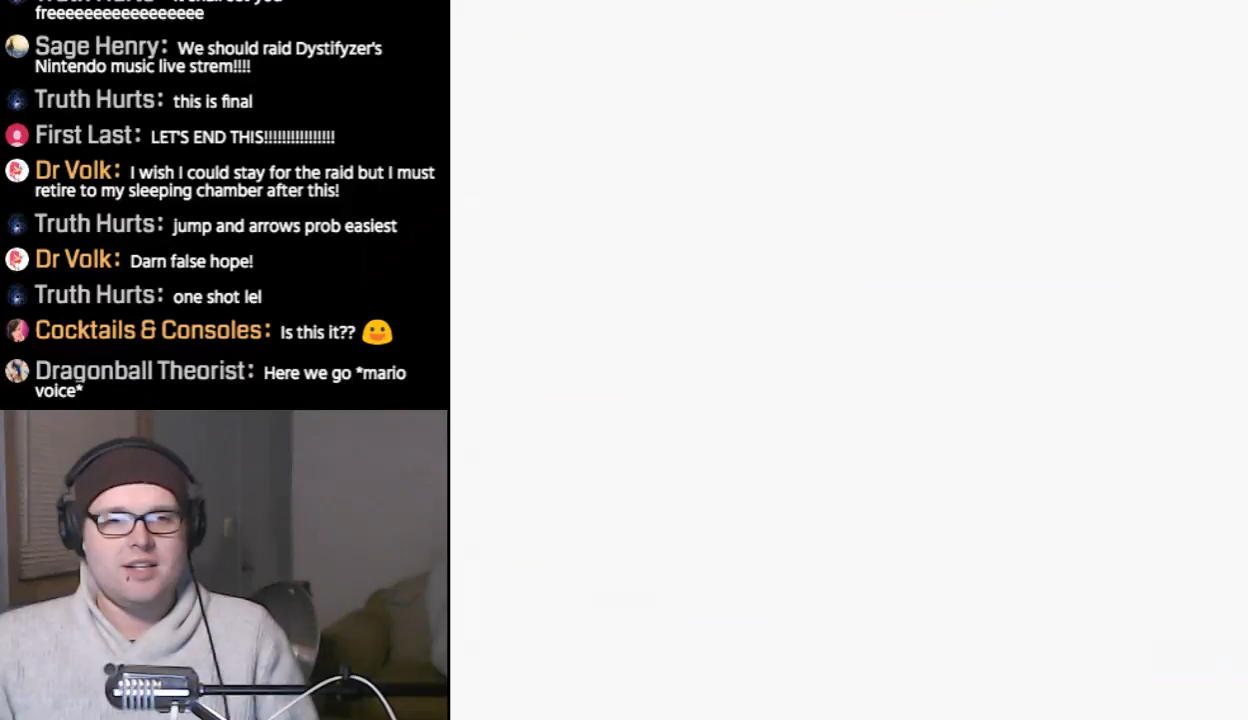 freeeeeeeeeeeeeeeee
Sage Henry: We should raid Dystifyzer's
Nintendo music live strem!!!!
Truth Hurts: this is final
First Last: LET'S END THIS!!!!!!!!!!!!!!!!
Dr Volk: I wish I could stay for the raid but I must
retire to my sleeping chamber after this!
Truth Hurts: jump and arrows prob easiest
Dr Volk: Darn false hope!
Truth Hurts: one shot lel
Cocktails & Consoles: Is this it??
Dragonball Theorist: Here we go *mario
voice*